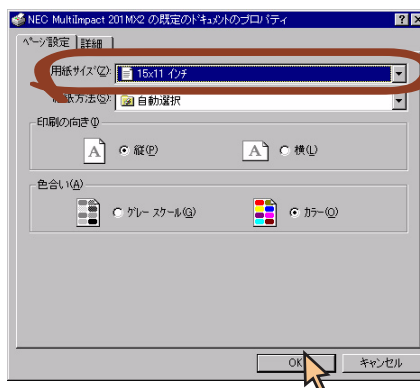 NEC MultiImpact 201MX2 の既定のﾄﾞｷｭﾒﾝﾄのプロパティ
ﾍﾟｰｼﾞ設定 詳細
用紙ｻｲｽﾞ(Z): 15x11 ｲﾝﾁ
紙方法(S): 自動選択
印刷の向き(I)
A 縦(P) A 横(L)
色合い(A)
ｸﾞﾚｰ ｽｹｰﾙ(G) ｶﾗｰ(O)
OK ｷｬﾝｾﾙ